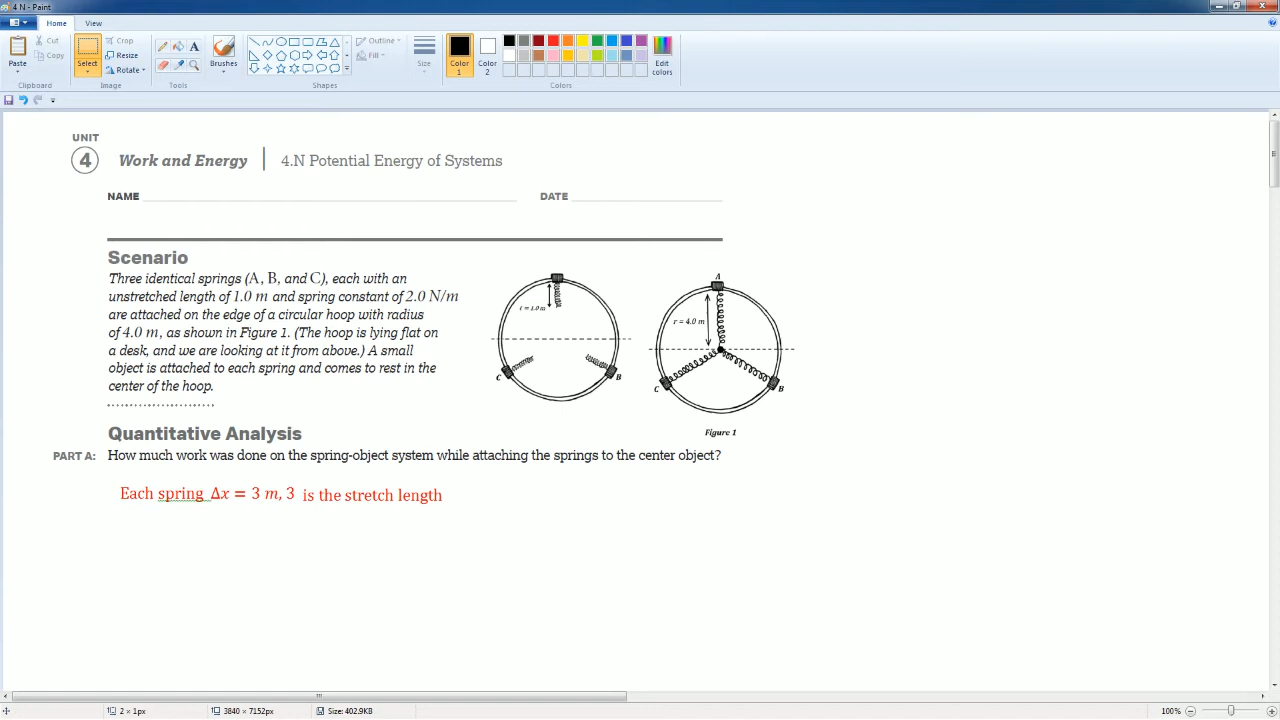 4 N - Paint
Home
View
Paste
Cut
Copy
Clipboard
Select
Crop
Resize
Rotate
Image
Tools
Brushes
Shapes
Outline
Fill
Size
Color 1
Color 2
Edit colors
Colors
UNIT
4 Work and Energy | 4.N Potential Energy of Systems
NAME
DATE
Scenario
Three identical springs (A, B, and C), each with an
unstretched length of 1.0 m and spring constant of 2.0 N/m
are attached on the edge of a circular hoop with radius
of 4.0 m, as shown in Figure 1. (The hoop is lying flat on
a desk, and we are looking at it from above.) A small
object is attached to each spring and comes to rest in the
center of the hoop.
ℓ = 1.0 m
C
B
A
r = 4.0 m
C
B
Figure 1
Quantitative Analysis
PART A: How much work was done on the spring-object system while attaching the springs to the center object?
Each spring Δx = 3 m, 3 is the stretch length
2 × 1px
3840 × 7152px
Size: 402.9KB
100%